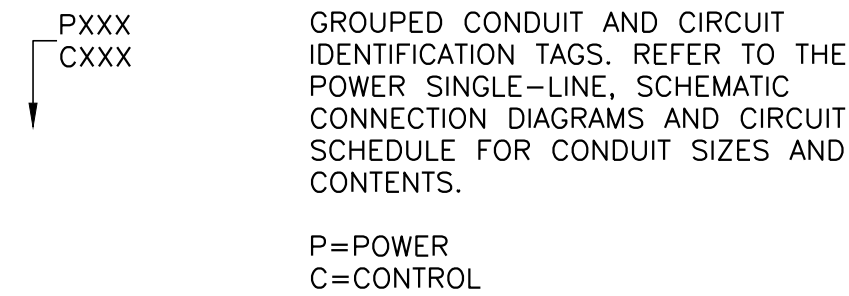 PXXX
CXXX
GROUPED CONDUIT AND CIRCUIT
IDENTIFICATION TAGS. REFER TO THE
POWER SINGLE-LINE, SCHEMATIC
CONNECTION DIAGRAMS AND CIRCUIT
SCHEDULE FOR CONDUIT SIZES AND
CONTENTS.
P=POWER
C=CONTROL